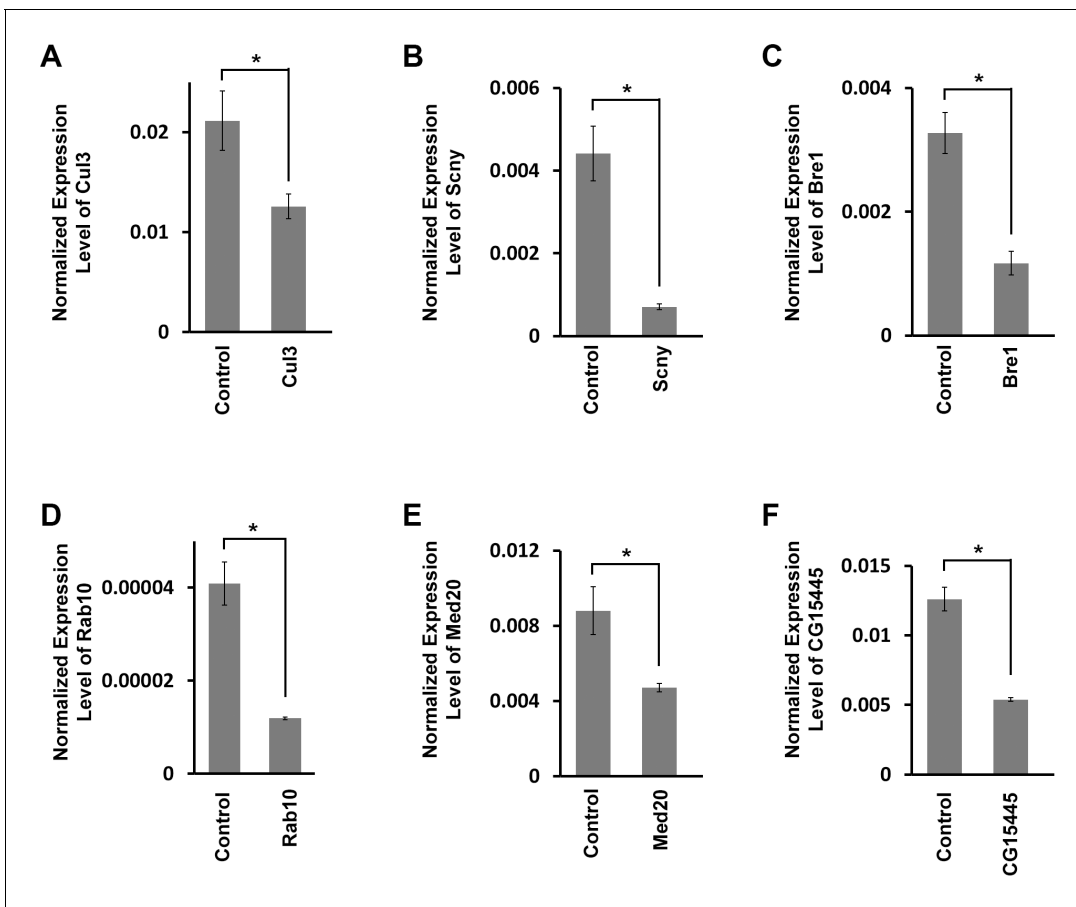 A
Normalized Expression
Level of Cul3
*
0.02
0.01
0
Control
Cul3
B
Normalized Expression
Level of Scny
*
0.006
0.004
0.002
0
Control
Scny
C
Normalized Expression
Level of Bre1
*
0.004
0.002
0
Control
Bre1
D
Normalized Expression
Level of Rab10
*
0.00004
0.00002
0
Control
Rab10
E
Normalized Expression
Level of Med20
*
0.012
0.008
0.004
0
Control
Med20
F
Normalized Expression
Level of CG15445
*
0.015
0.01
0.005
0
Control
CG15445